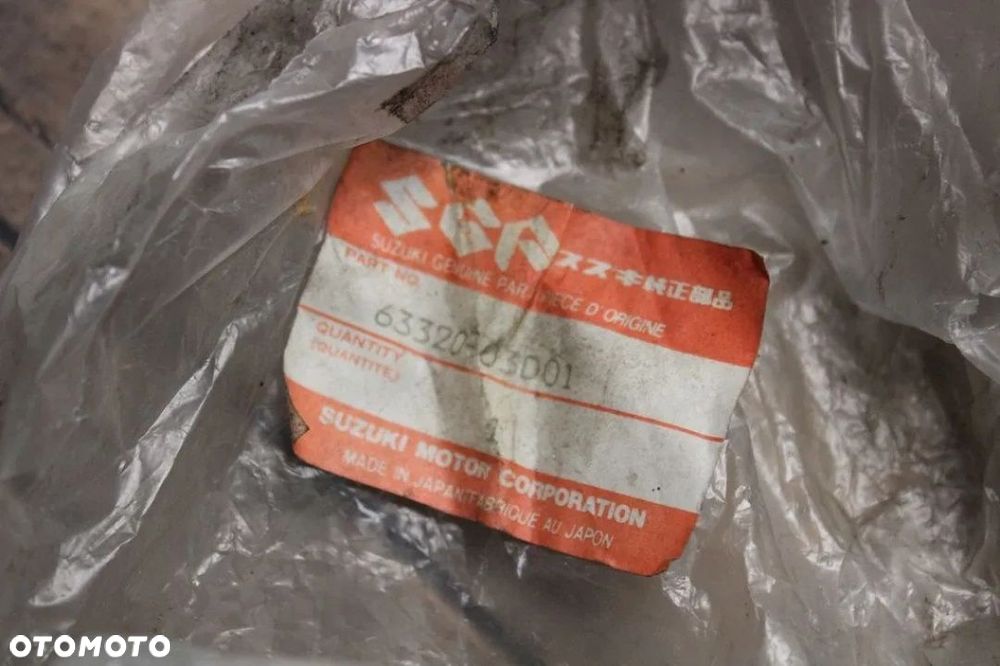 SGP スズキ純正部品
SUZUKI GENUINE PARTS/PIECE D'ORIGINE
PART NO.
63320-03D01
QUANTITY
(QUANTITE)
1
SUZUKI MOTOR CORPORATION
MADE IN JAPAN/FABRIQUE AU JAPON
OTOMOTO